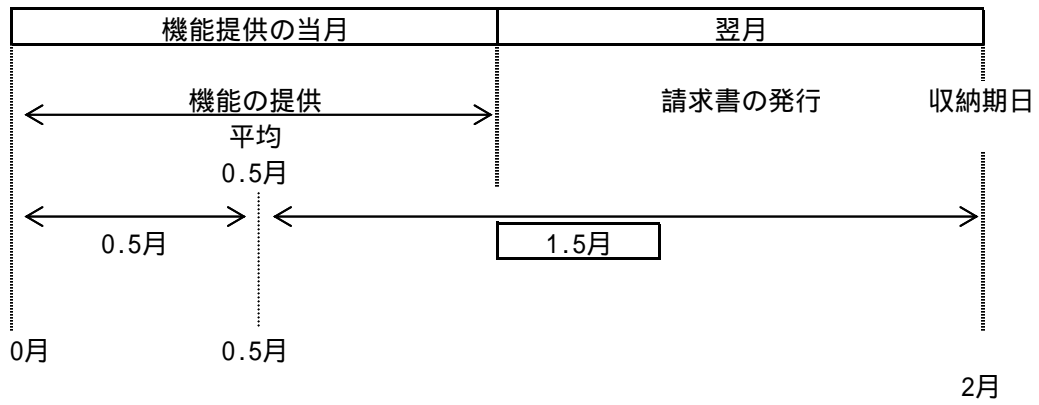 機能提供の当月 翌月
機能の提供 請求書の発行 収納期日
平均
0.5月
0.5月 1.5月
0月 0.5月
2月